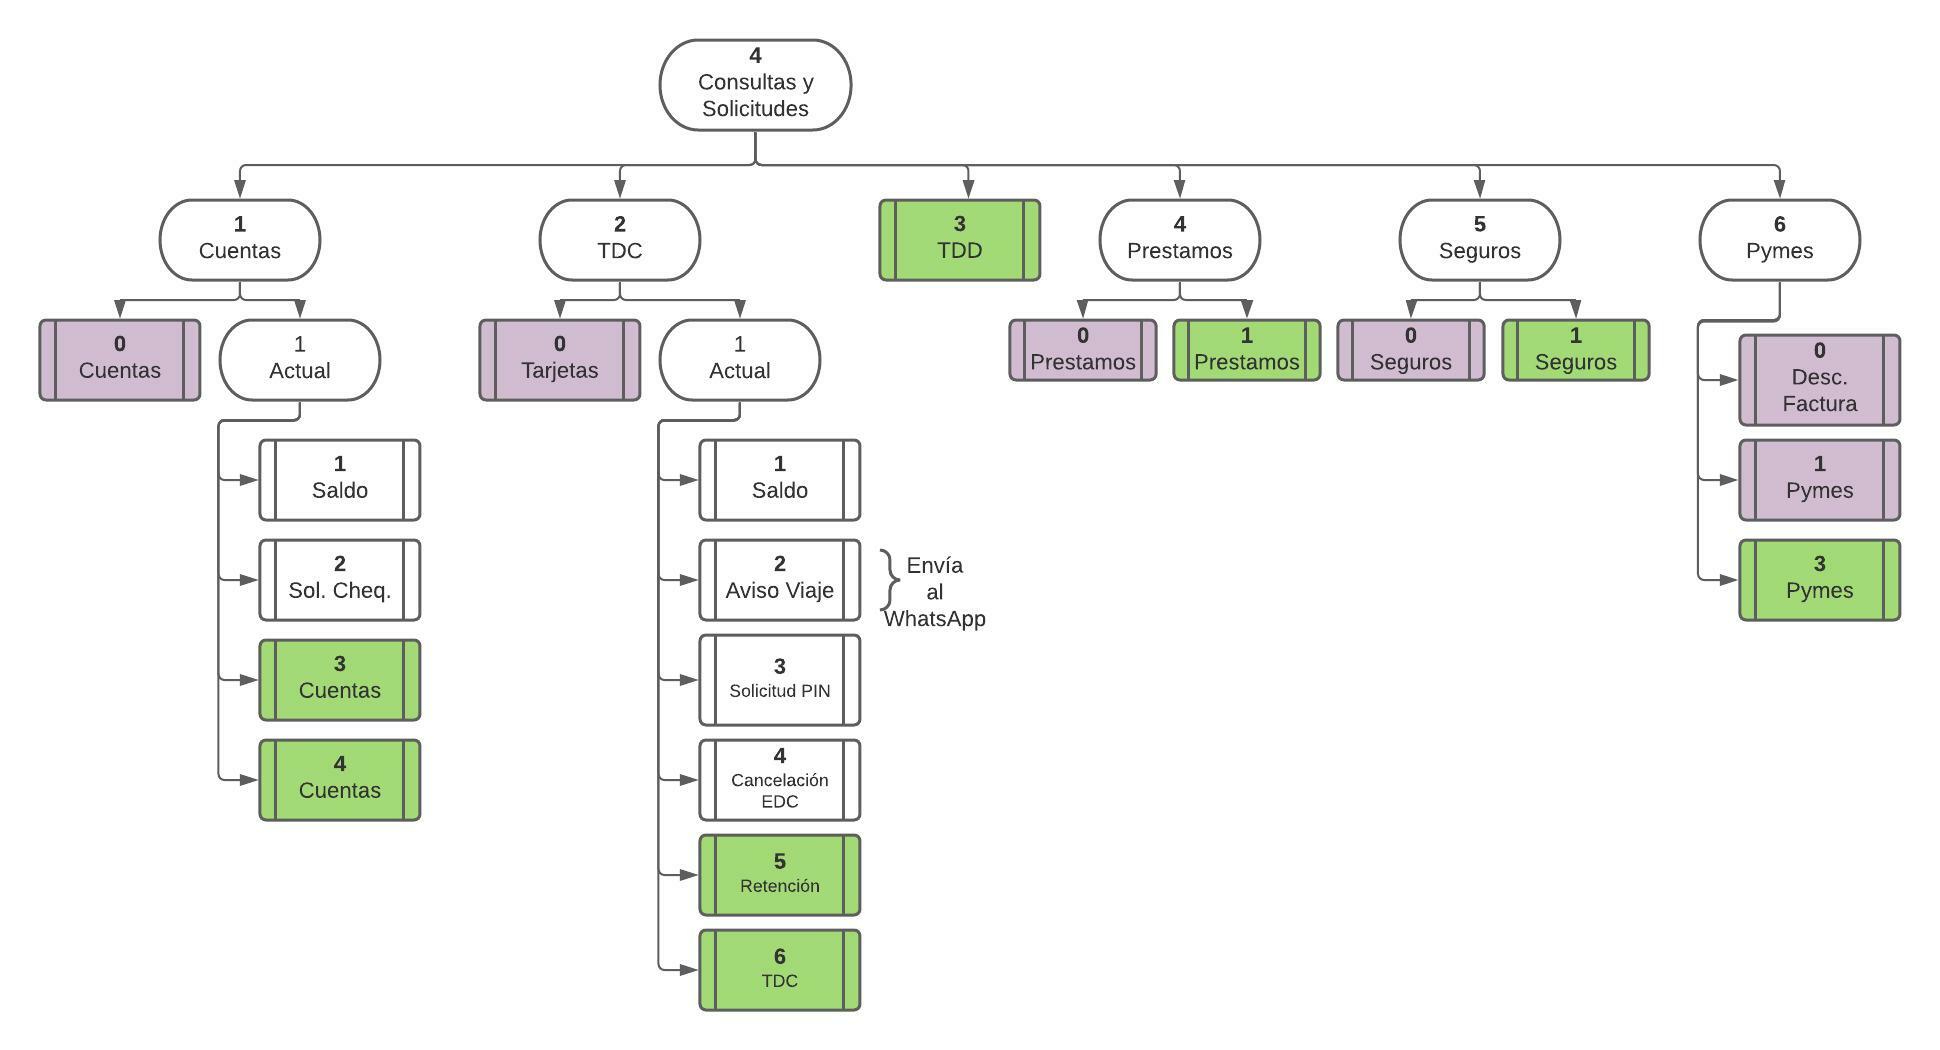 4
Consultas y
Solicitudes
1
Cuentas
2
TDC
3
TDD
4
Prestamos
5
Seguros
6
Pymes
0
Cuentas
1
Actual
0
Tarjetas
1
Actual
0
Prestamos
1
Prestamos
0
Seguros
1
Seguros
0
Desc.
Factura
1
Pymes
3
Pymes
1
Saldo
2
Sol. Cheq.
3
Cuentas
4
Cuentas
1
Saldo
2
Aviso Viaje
Envía
al
WhatsApp
3
Solicitud PIN
4
Cancelación
EDC
5
Retención
6
TDC